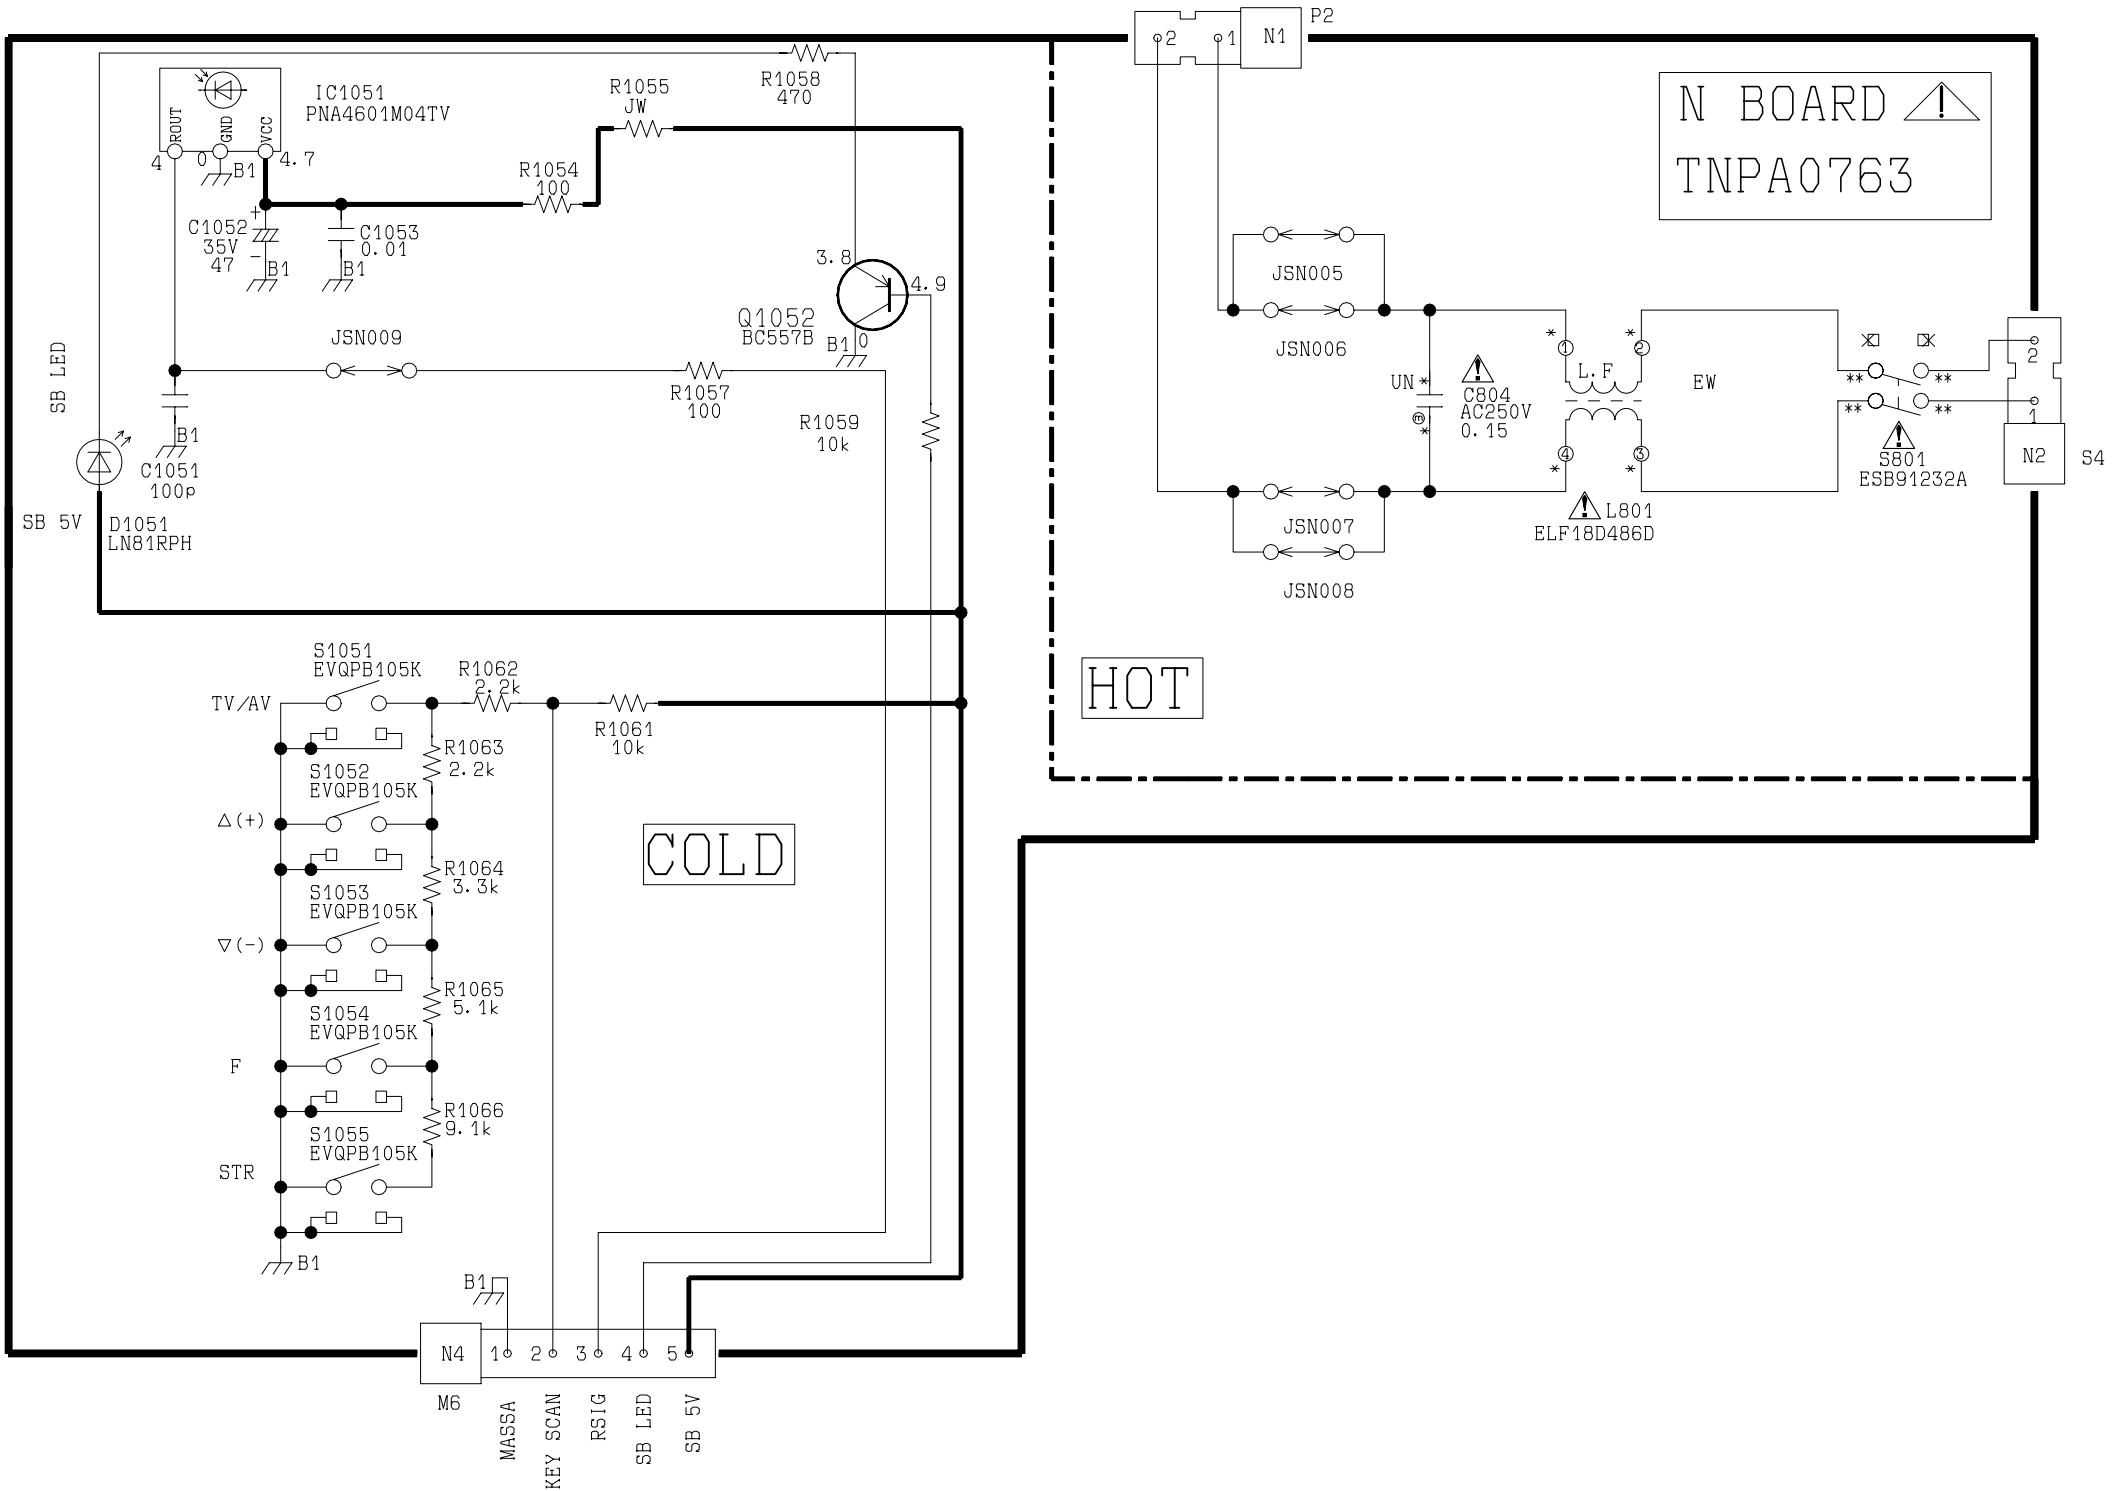 P2
2
1
N1
N BOARD
TNPA0763
R1058
470
R1055
JW
IC1051
PNA4601M04TV
ROUT
GND
VCC
4
0
B1
4.7
R1054
100
+
C1052
35V
47
-
B1
C1053
0.01
B1
3.8
4.9
Q1052
BC557B
B1
0
JSN009
R1057
100
R1059
10k
SB LED
B1
C1051
100p
SB 5V
D1051
LN81RPH
JSN005
JSN006
JSN007
JSN008
UN
*
m
*
C804
AC250V
0.15
*
*
1
2
L.F
4
3
*
*
EW
L801
ELF18D486D
**
**
**
**
S801
ESB91232A
2
1
N2
S4
S1051
EVQPB105K
R1062
2.2k
TV/AV
R1061
10k
R1063
2.2k
HOT
S1052
EVQPB105K
△(+)
COLD
R1064
3.3k
S1053
EVQPB105K
▽(-)
R1065
5.1k
S1054
EVQPB105K
F
R1066
9.1k
S1055
EVQPB105K
STR
B1
B1
N4
1
2
3
4
5
M6
MASSA
KEY SCAN
RSIG
SB LED
SB 5V